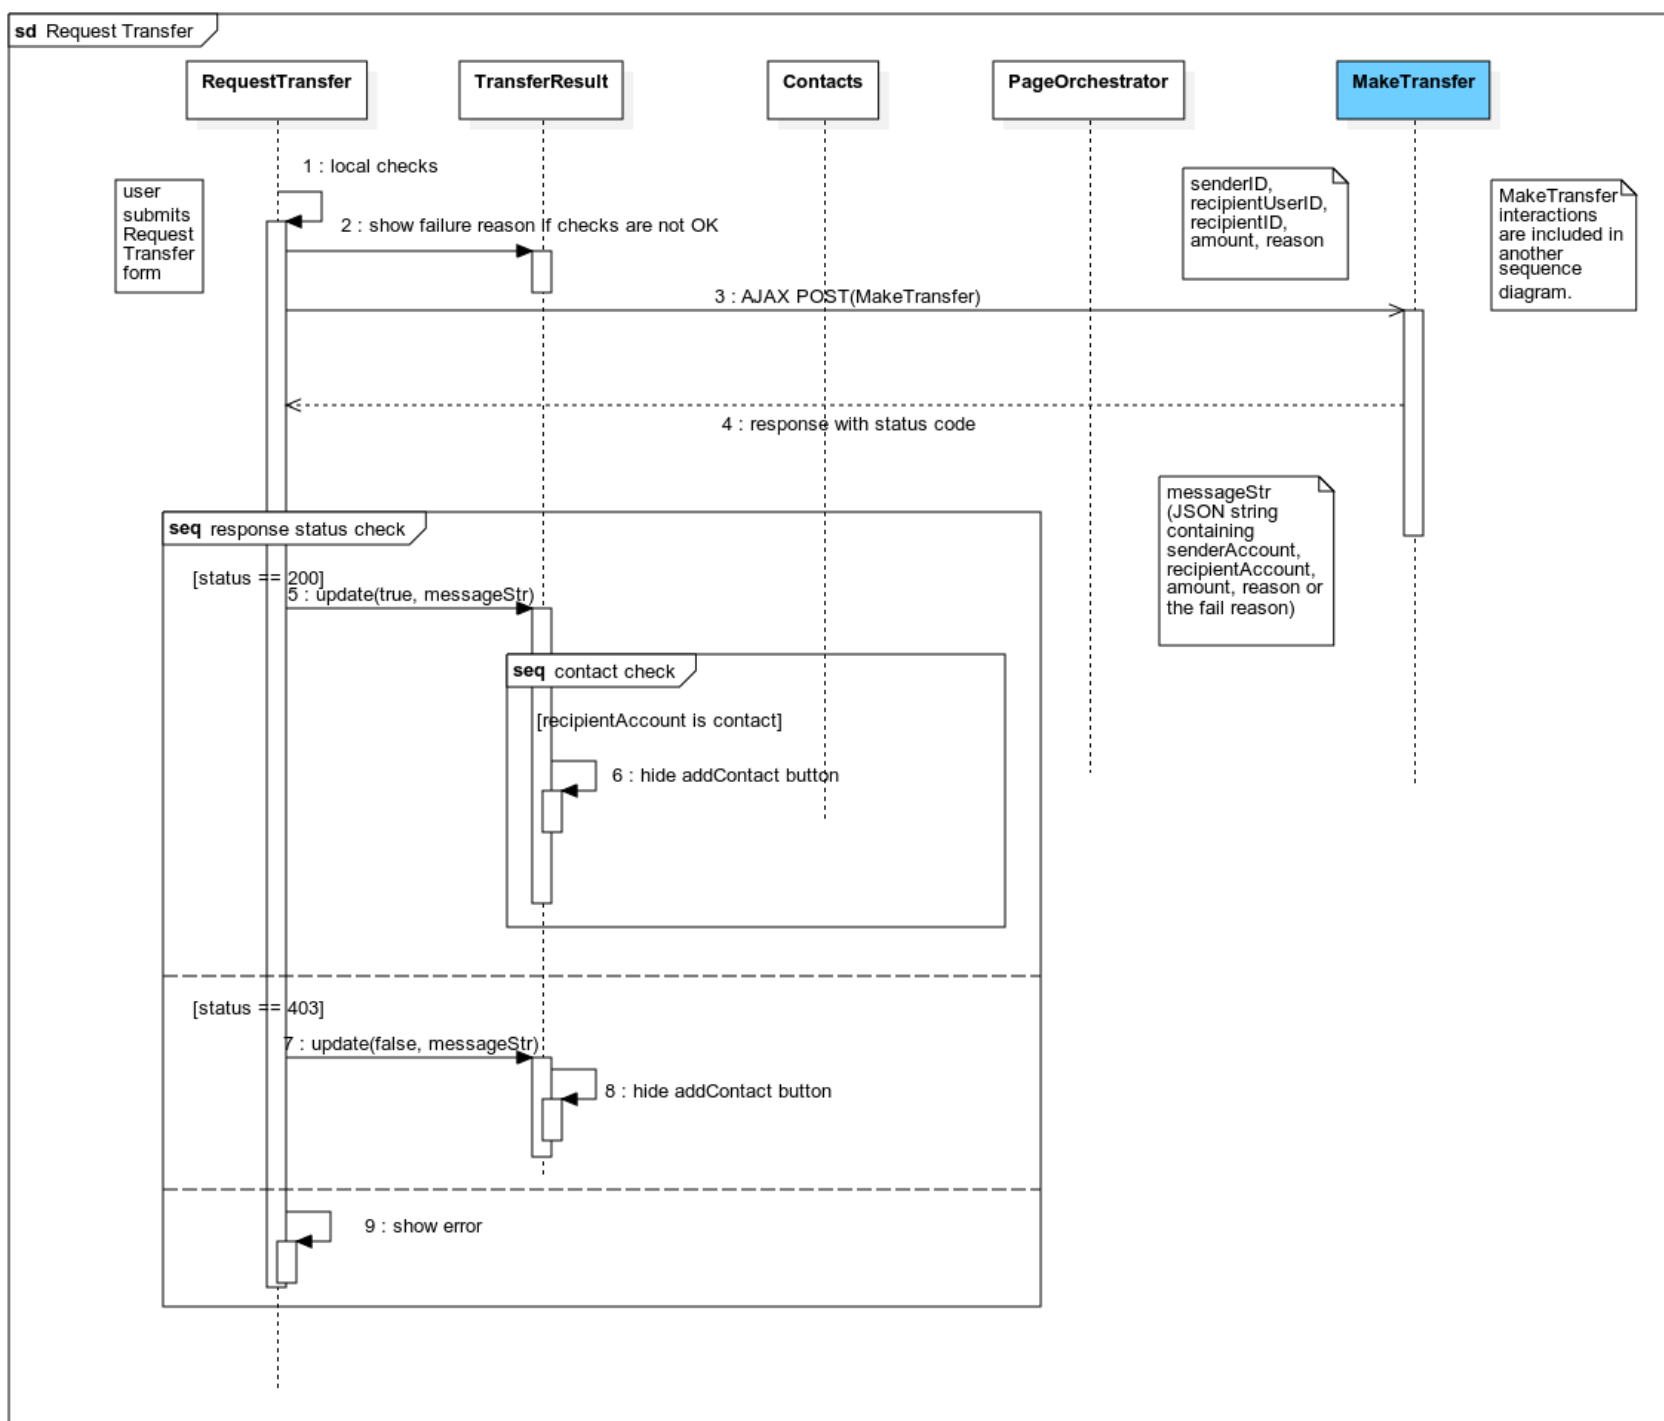 sd Request Transfer
RequestTransfer
TransferResult
Contacts
PageOrchestrator
MakeTransfer
1 : local checks
user
submits
Request
Transfer
form
2 : show failure reason if checks are not OK
senderID,
recipientUserID,
recipientID,
amount, reason
MakeTransfer
interactions
are included in
another
sequence
diagram.
3 : AJAX POST(MakeTransfer)
4 : response with status code
messageStr
(JSON string
containing
senderAccount,
recipientAccount,
amount, reason or
the fail reason)
seq response status check
[status == 200]
5 : update(true, messageStr)
seq contact check
[recipientAccount is contact]
6 : hide addContact button
[status == 403]
7 : update(false, messageStr)
8 : hide addContact button
9 : show error